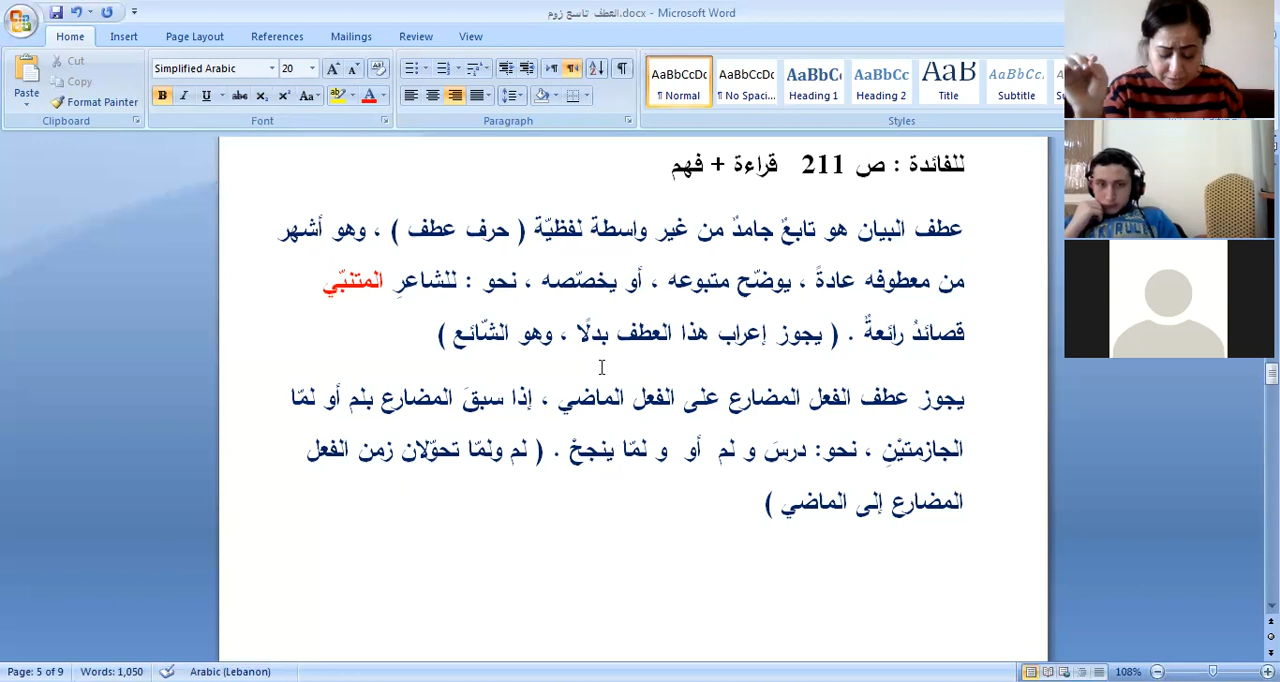 العطف تاسع زوم.docx - Microsoft Word
Home Insert Page Layout References Mailings Review View
Paste Cut Copy Format Painter
Simplified Arabic 20
AaBbCcDc AaBbCcDc AaBbC AaBbCc AaB AaBbCcL
¶ Normal ¶ No Spaci... Heading 1 Heading 2 Title Subtitle
Clipboard Font Paragraph Styles
للفائدة : ص 211 قراءة + فهم
عطف البيان هو تابعٌ جامدٌ من غير واسطة لفظيّة ( حرف عطف ) ، وهو أشهر
من معطوفه عادةً ، يوضّح متبوعه ، أو يخصّصه ، نحو : للشاعرِ المتنبّيَ
قصائدُ رائعةٌ . ( يجوز إعراب هذا العطف بدلًا ، وهو الشّائع )
يجوز عطف الفعل المضارع على الفعل الماضي ، إذا سبقَ المضارع بلم أو لمّا
الجازمتيْنِ ، نحو: درسَ و لم أو و لمّا ينجحْ . ( لم ولمّا تحوّلان زمن الفعل
المضارع إلى الماضي )
Page: 5 of 9 Words: 1,050 Arabic (Lebanon) 108%